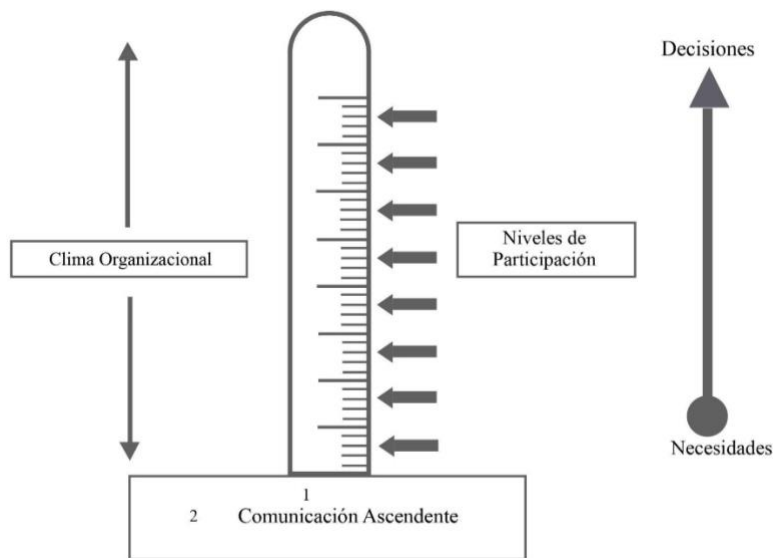 Decisiones
Clima Organizacional
Niveles de
Participación
Necesidades
1
2 Comunicación Ascendente